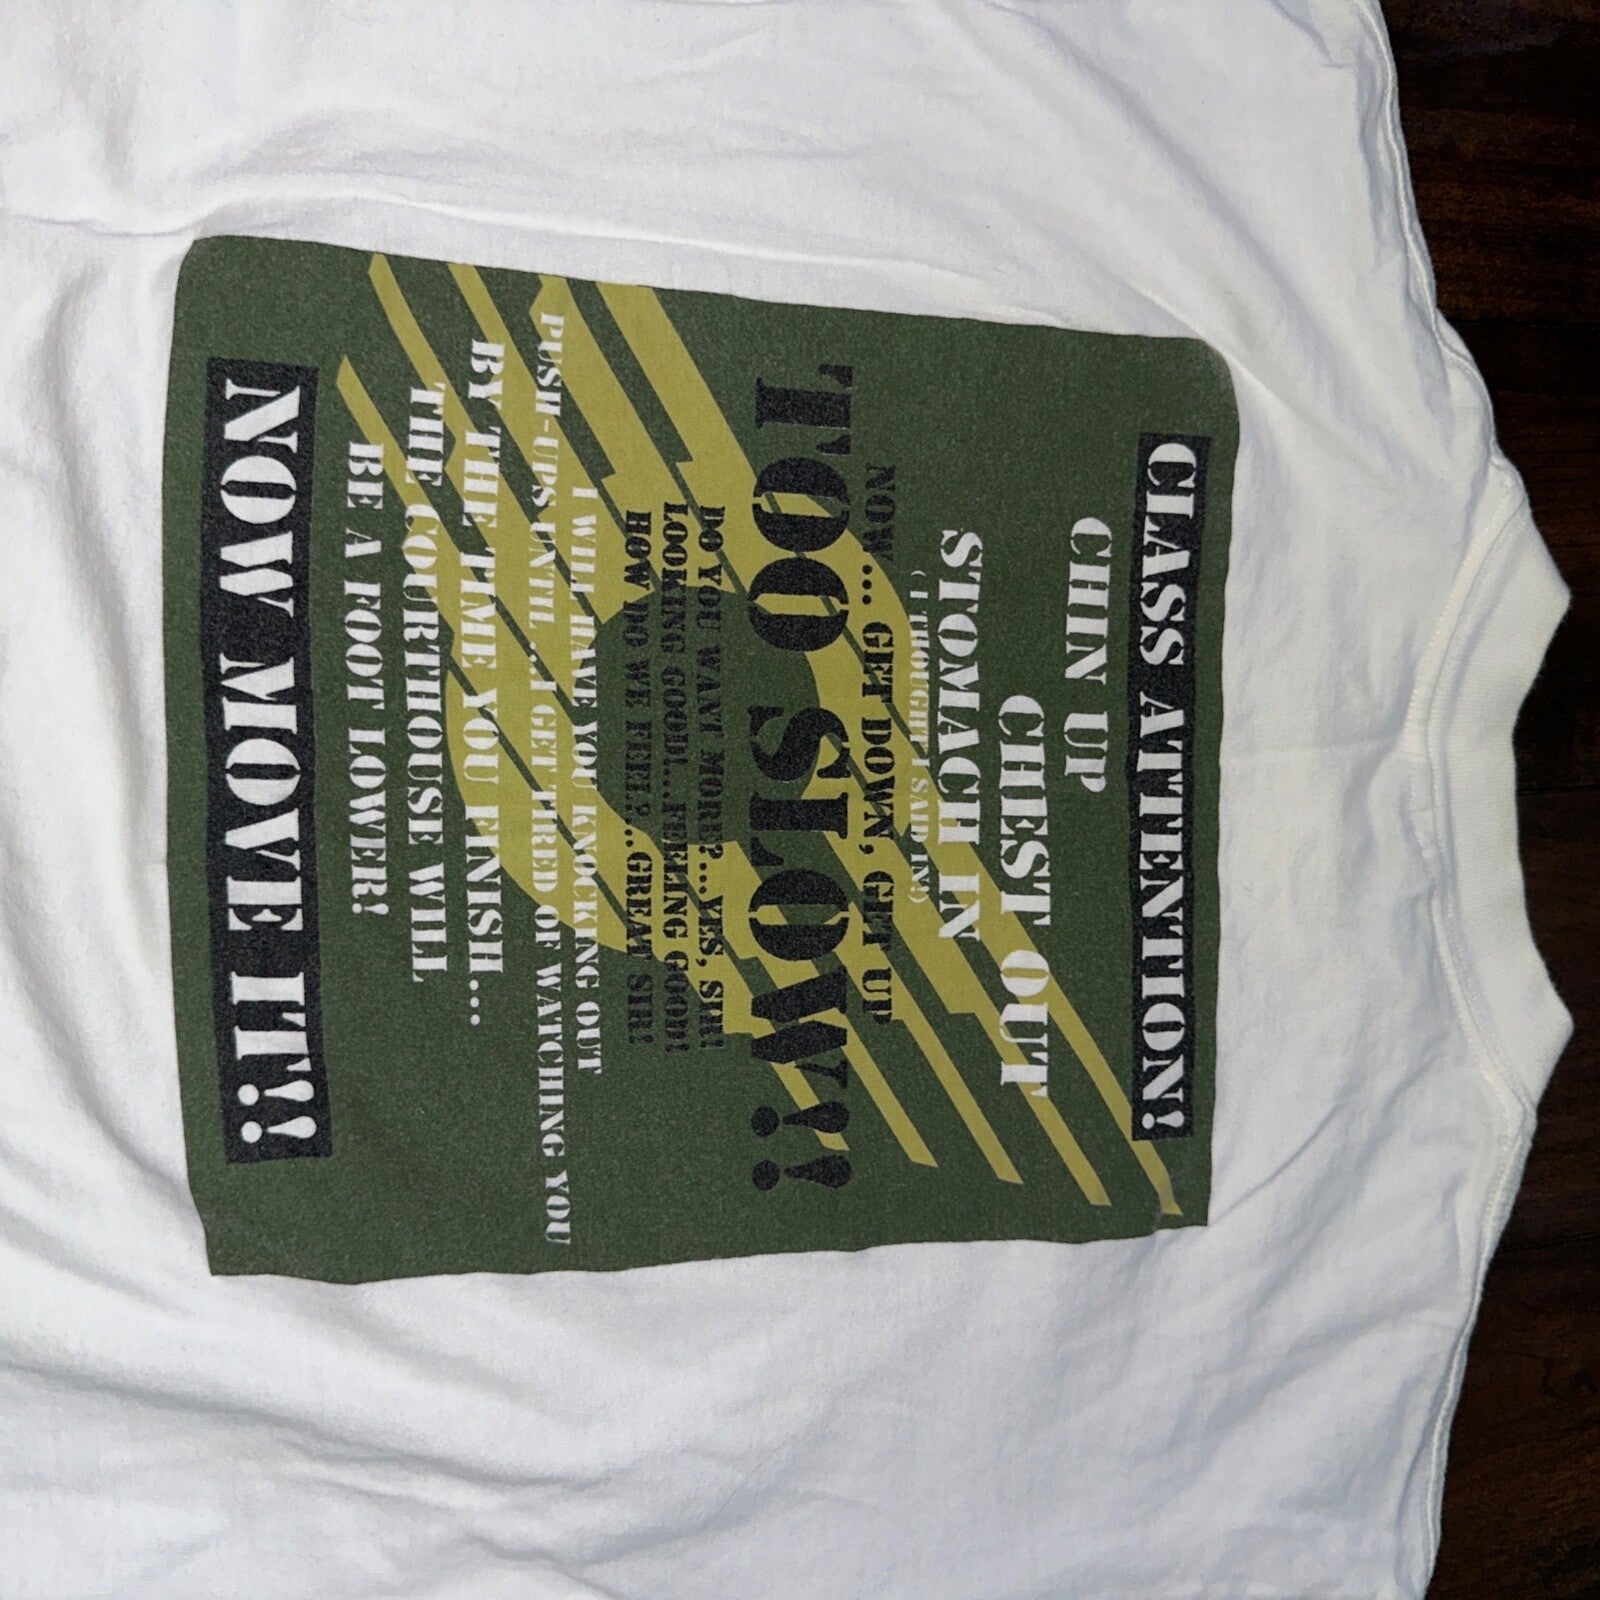 CLASS ATTENTION!
CHIN UP
CHEST OUT
STOMACH IN
( I THOUGHT I SAID IN!)
NOW... GET DOWN, GET UP
TOO SLOW!!
DO YOU WANT MORE?...YES, SIR!
LOOKING GOOD!...FEELING GOOD!
HOW DO WE FEEL?...GREAT SIR!
I WILL HAVE YOU KNOCKING OUT
PUSH-UPS UNTIL ...I GET TIRED OF WATCHING YOU
BY THE TIME YOU FINISH...
THE COURTHOUSE WILL
BE A FOOT LOWER!
NOW MOVE IT!!